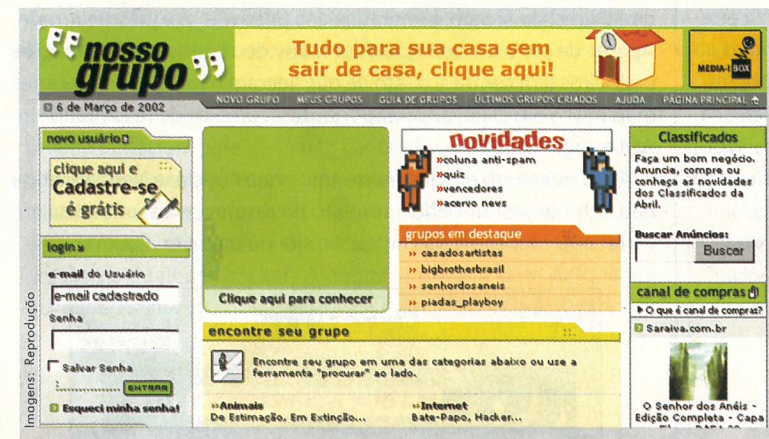 nosso
grupo
Tudo para sua casa sem
sair de casa, clique aqui!
MEDIA-I BOX
6 de Março de 2002
NOVO GRUPO MEUS GRUPOS GUIA DE GRUPOS ÚLTIMOS GRUPOS CRIADOS AJUDA PÁGINA PRINCIPAL
novo usuário
clique aqui e
Cadastre-se
é grátis
login »
e-mail do Usuário
e-mail cadastrado
Senha
Salvar Senha
ENTRAR
Esqueci minha senha!
Clique aqui para conhecer
novidades
»coluna anti-spam
»quiz
»vencedores
»acervo news
grupos em destaque
»casadosartistas
»bigbrotherbrasil
»senhordosaneis
»piadas_playboy
encontre seu grupo
Encontre seu grupo em uma das categorias abaixo ou use a
ferramenta "procurar" ao lado.
»Animais
De Estimação, Em Extinção...
»Internet
Bate-Papo, Hacker...
Classificados
Faça um bom negócio.
Anuncie, compre ou
conheça as novidades
dos Classificados da
Abril.
Buscar Anúncios:
Buscar
canal de compras
O que é canal de compras?
Saraiva.com.br
O Senhor dos Anéis -
Edição Completa - Capa
Imagens: Reprodução